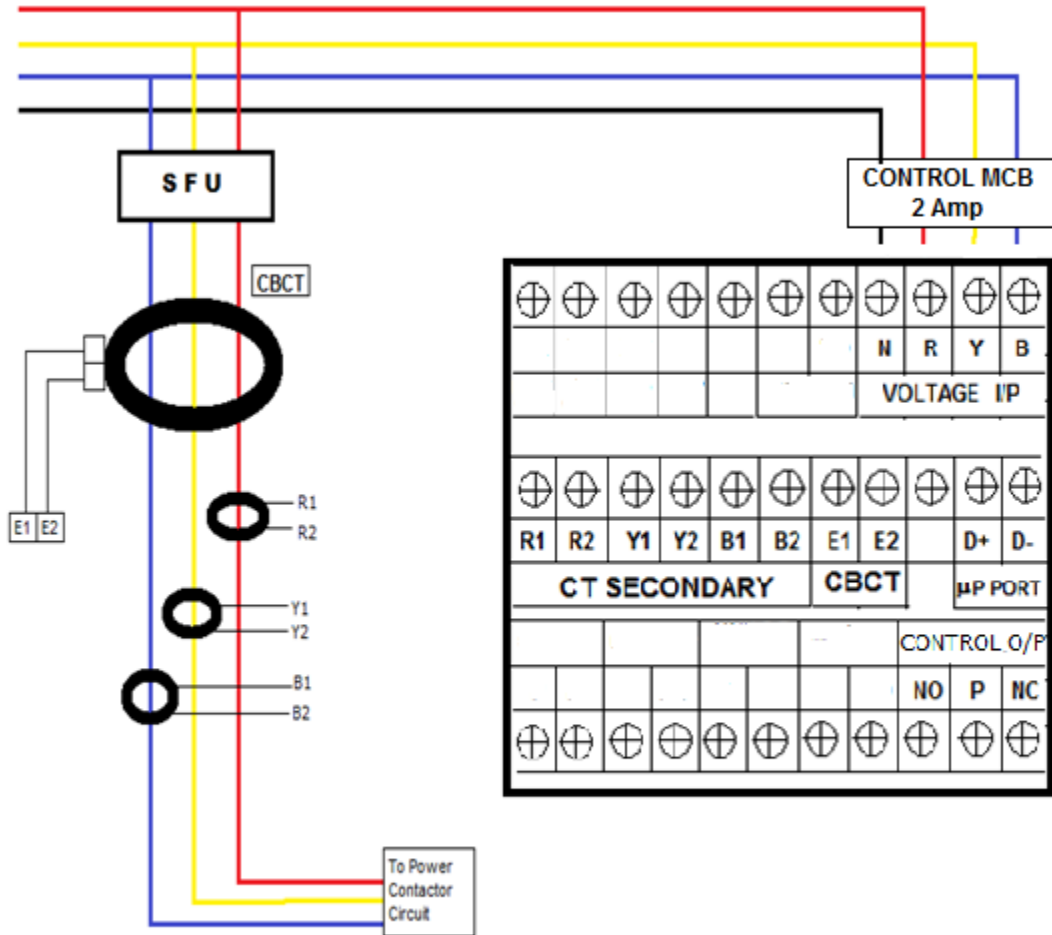 S F U
CONTROL MCB
2 Amp
CBCT
N R Y B
VOLTAGE I/P
R1
R2
E1 E2
R1 R2 Y1 Y2 B1 B2 E1 E2 D+ D-
CT SECONDARY CBCT µP PORT
Y1
Y2
CONTROL O/P
B1
B2
NO P NC
To Power
Contactor
Circuit